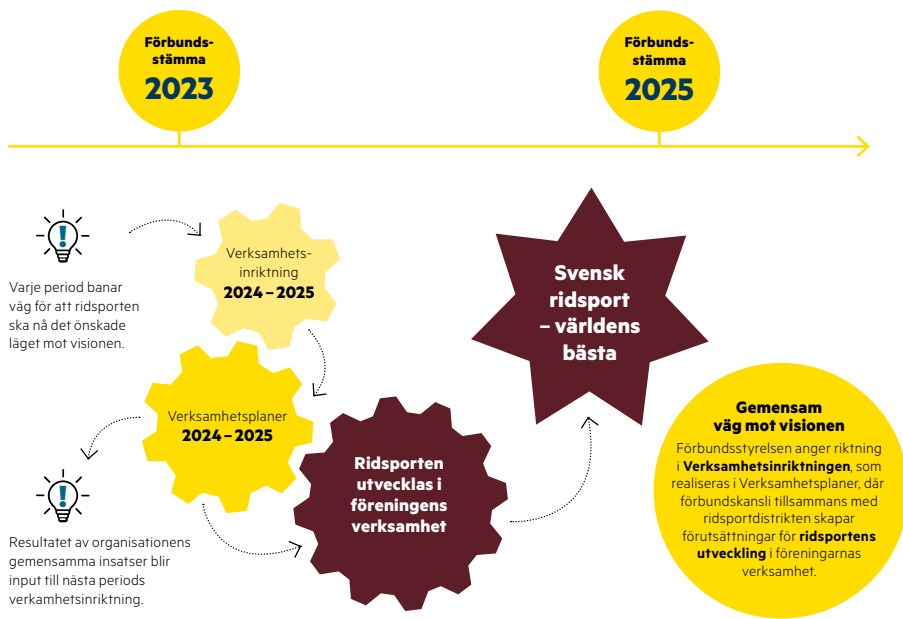 Förbunds-
stämma
2023
Förbunds-
stämma
2025
Varje period banar
väg för att ridsporten
ska nå det önskade
läget mot visionen.
Verksamhets-
inriktning
2024 – 2025
Verksamhetsplaner
2024 – 2025
Resultatet av organisationens
gemensamma insatser blir
input till nästa periods
verkamhetsinriktning.
Ridsporten
utvecklas i
föreningens
verksamhet
Svensk
ridsport
– världens
bästa
Gemensam
väg mot visionen
Förbundsstyrelsen anger riktning
i Verksamhetsinriktningen, som
realiseras i Verksamhetsplaner, där
förbundskansli tillsammans med
ridsportdistrikten skapar
förutsättningar för ridsportens
utveckling i föreningarnas
verksamhet.